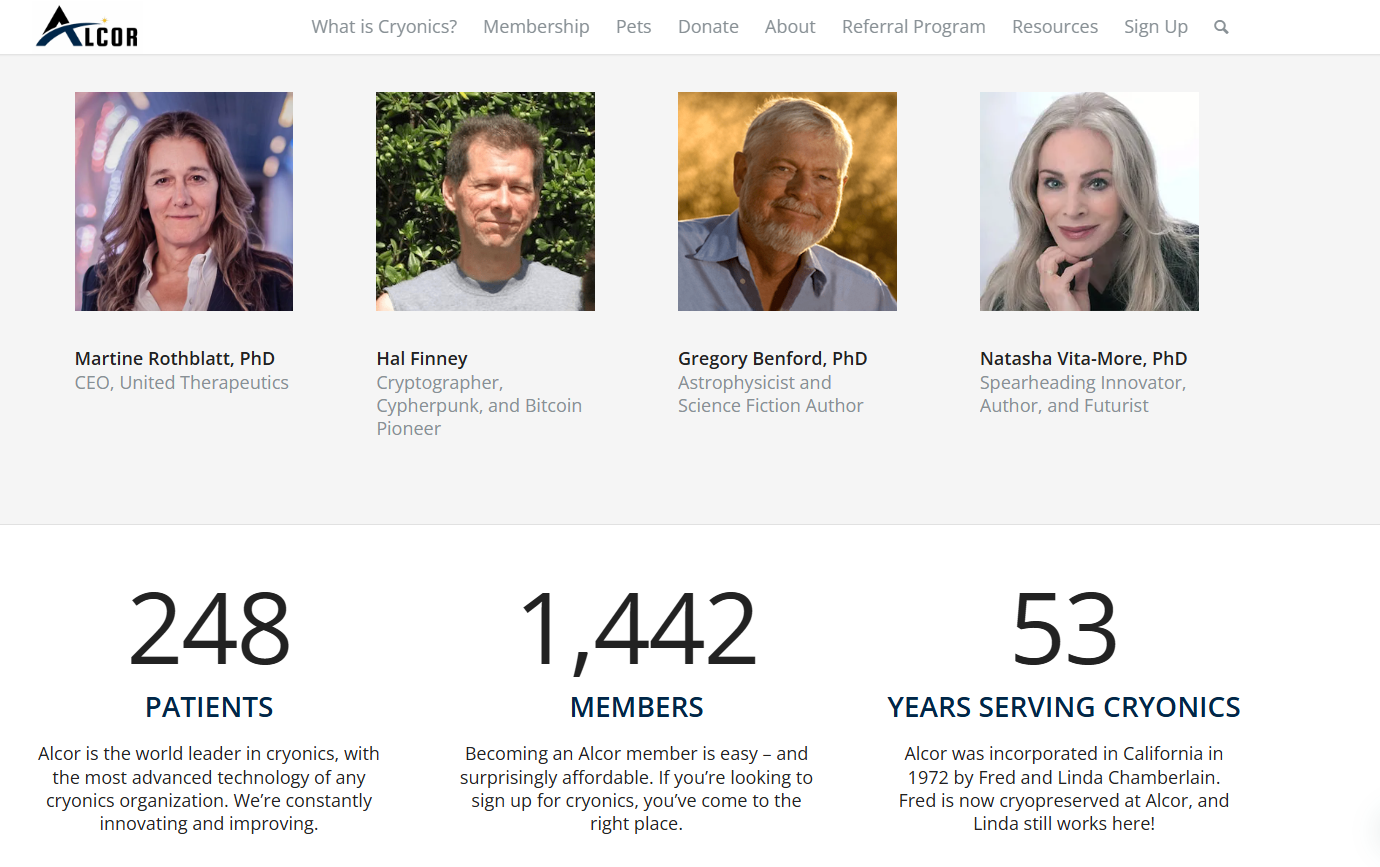 ALCOR
What is Cryonics?
Membership
Pets
Donate
About
Referral Program
Resources
Sign Up
Martine Rothblatt, PhD
CEO, United Therapeutics
Hal Finney
Cryptographer,
Cypherpunk, and Bitcoin
Pioneer
Gregory Benford, PhD
Astrophysicist and
Science Fiction Author
Natasha Vita-More, PhD
Spearheading Innovator,
Author, and Futurist
248
PATIENTS
Alcor is the world leader in cryonics, with
the most advanced technology of any
cryonics organization. We’re constantly
innovating and improving.
1,442
MEMBERS
Becoming an Alcor member is easy – and
surprisingly affordable. If you’re looking to
sign up for cryonics, you’ve come to the
right place.
53
YEARS SERVING CRYONICS
Alcor was incorporated in California in
1972 by Fred and Linda Chamberlain.
Fred is now cryopreserved at Alcor, and
Linda still works here!